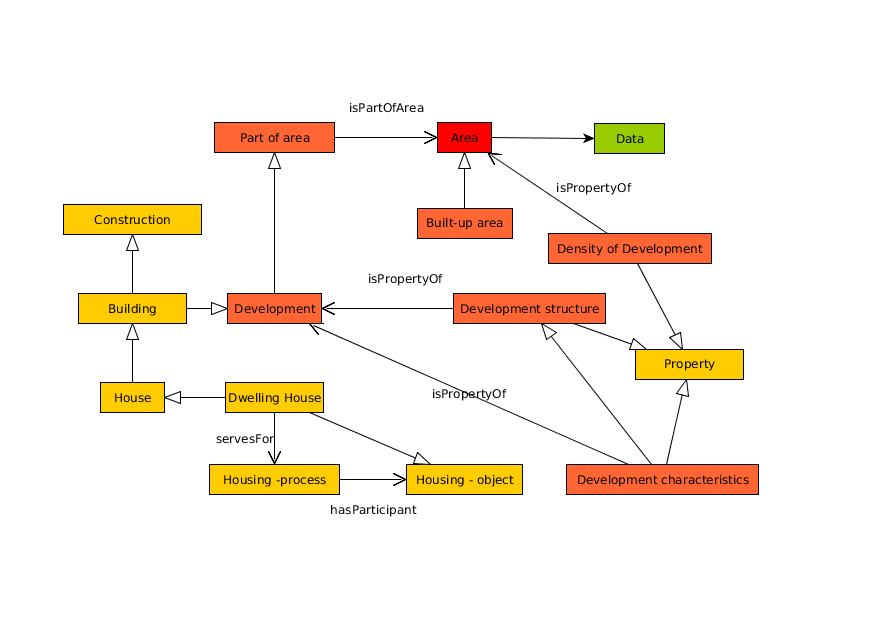 isPartOfArea
Part of area
Area
Data
isPropertyOf
Construction
Built-up area
Density of Development
isPropertyOf
Building
Development
Development structure
Property
House
Dwelling House
isPropertyOf
servesFor
Housing -process
Housing - object
Development characteristics
hasParticipant